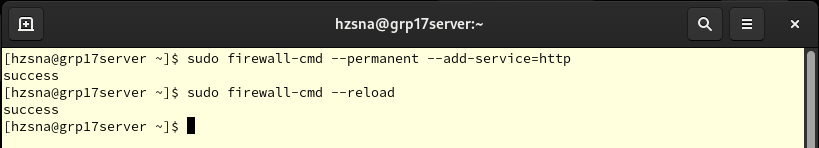 hzsna@grp17server:~
[hzsna@grp17server ~]$ sudo firewall-cmd --permanent --add-service=http
success
[hzsna@grp17server ~]$ sudo firewall-cmd --reload
success
[hzsna@grp17server ~]$